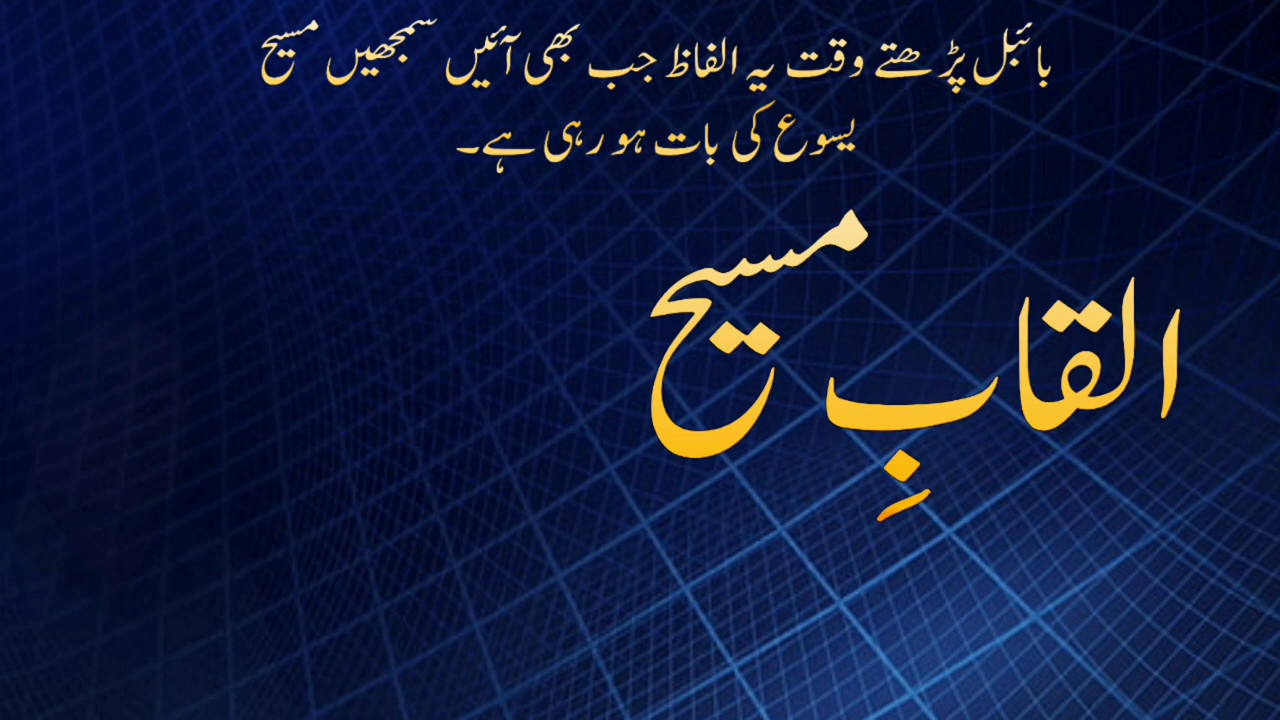 بائبل پڑھتے وقت یہ الفاظ جب بھی آئیں سمجھیں مسیح
یسوع کی بات ہو رہی ہے۔
القابِ مسیح